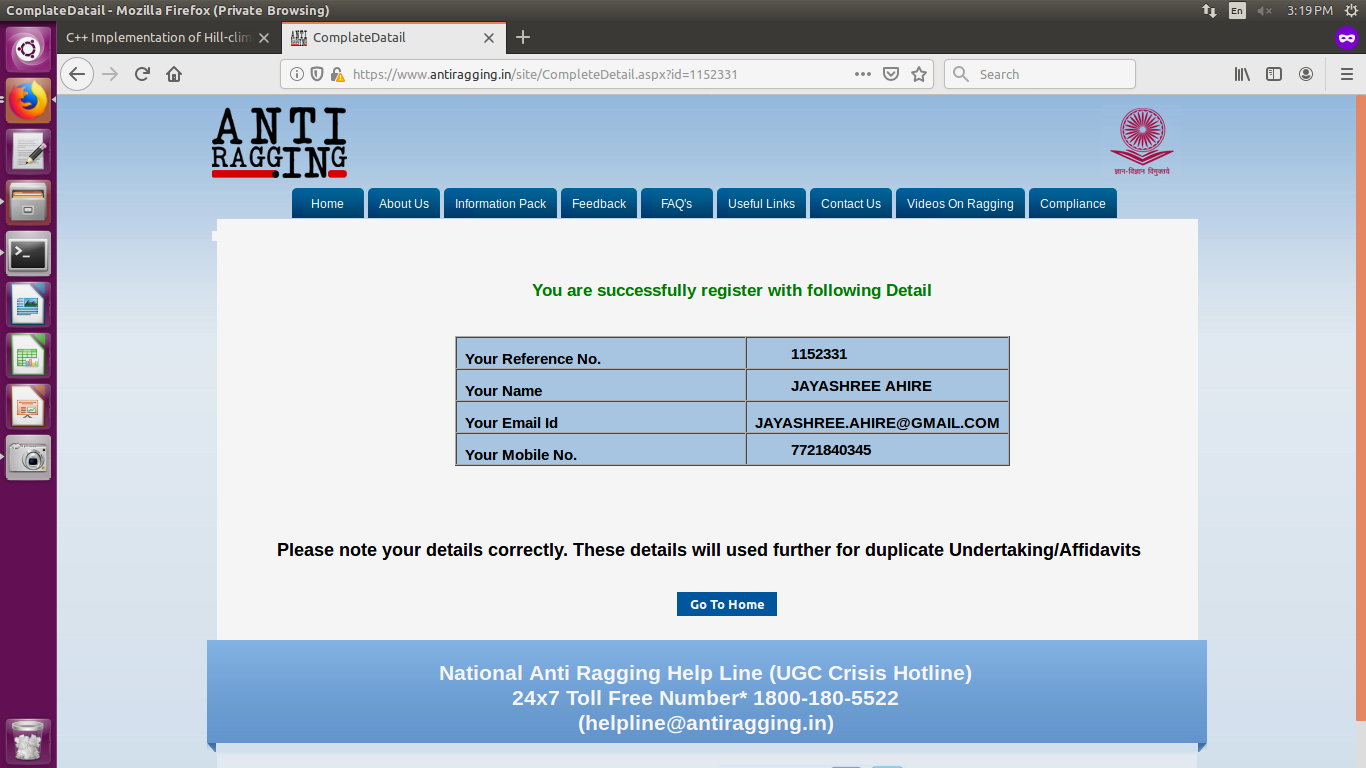 ComplateDatail - Mozilla Firefox (Private Browsing)
En
3:19 PM
C++ Implementation of Hill-clim
ComplateDatail
https://www.antiragging.in/site/CompleteDetail.aspx?id=1152331
Search
ANTI
RAGGING
ज्ञान-विज्ञान विमुक्तये
Home
About Us
Information Pack
Feedback
FAQ's
Useful Links
Contact Us
Videos On Ragging
Compliance
You are successfully register with following Detail
Your Reference No. 1152331
Your Name JAYASHREE AHIRE
Your Email Id JAYASHREE.AHIRE@GMAIL.COM
Your Mobile No. 7721840345
Please note your details correctly. These details will used further for duplicate Undertaking/Affidavits
Go To Home
National Anti Ragging Help Line (UGC Crisis Hotline)
24x7 Toll Free Number* 1800-180-5522
(helpline@antiragging.in)